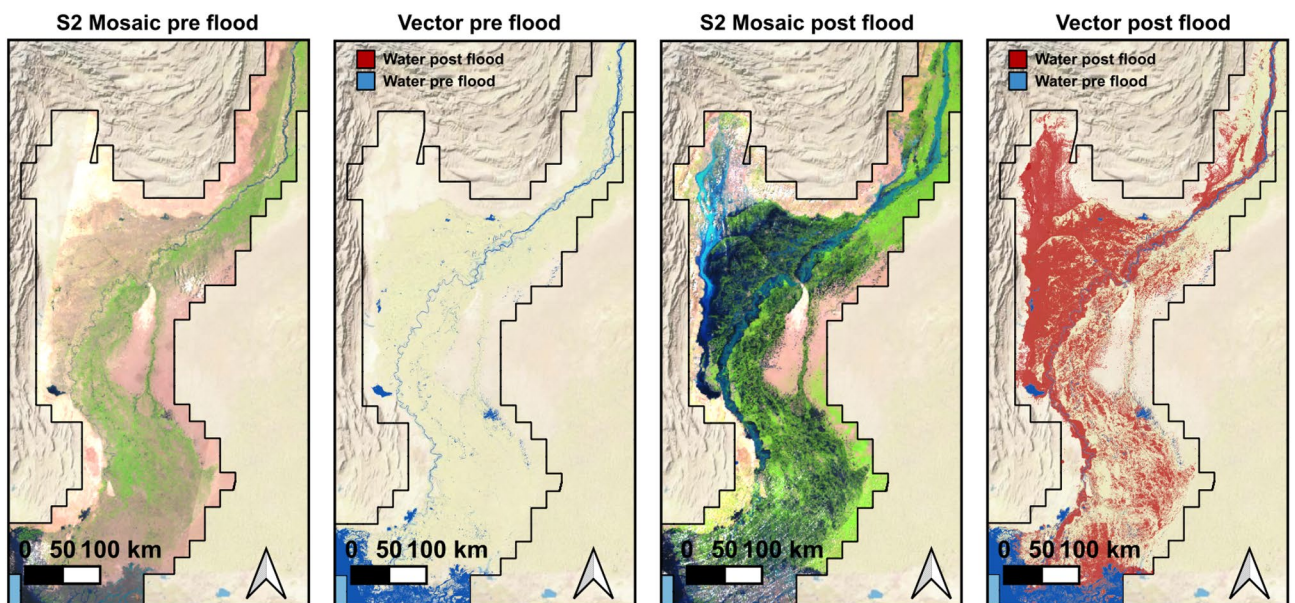 S2 Mosaic pre flood
Vector pre flood
S2 Mosaic post flood
Vector post flood
Water post flood
Water pre flood
Water post flood
Water pre flood
0 50 100 km
0 50 100 km
0 50 100 km
0 50 100 km